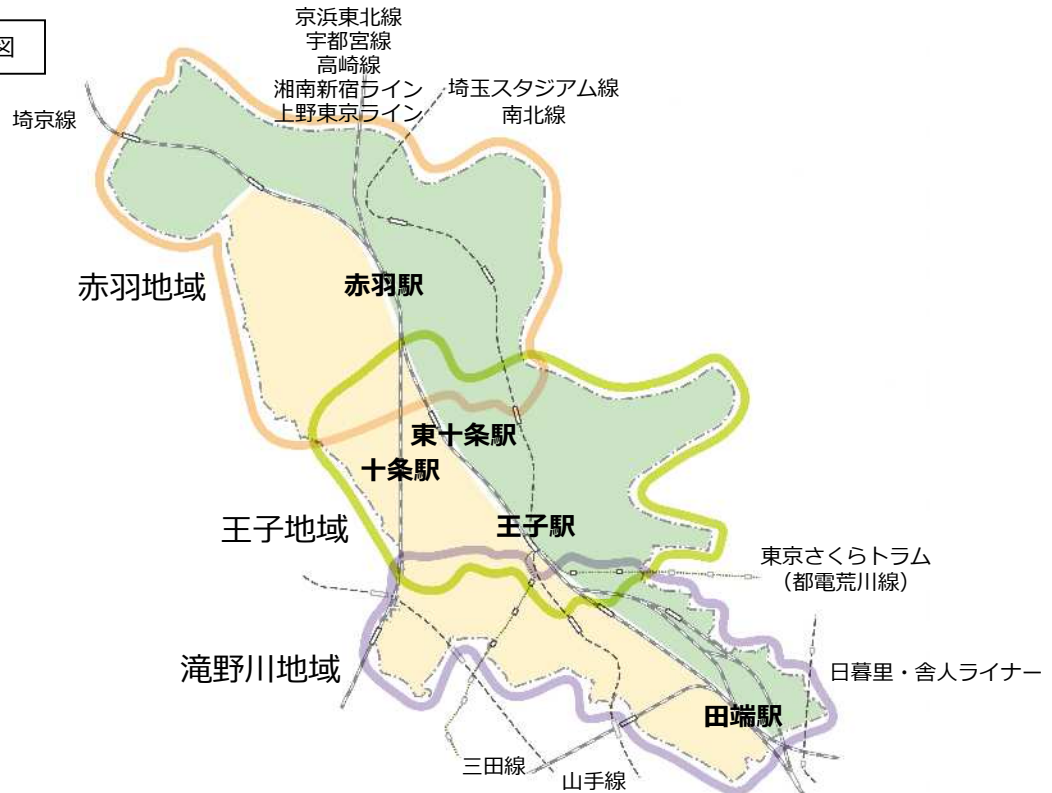 図
京浜東北線
宇都宮線
高崎線
湘南新宿ライン
上野東京ライン
埼玉スタジアム線
南北線
埼京線
赤羽地域
赤羽駅
東十条駅
十条駅
王子地域
王子駅
東京さくらトラム
（都電荒川線）
滝野川地域
日暮里・舎人ライナー
田端駅
三田線
山手線